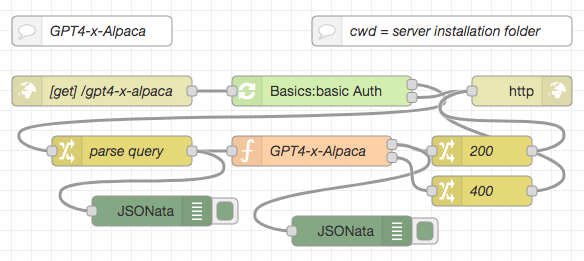 GPT4-x-Alpaca
cwd = server installation folder
[get] /gpt4-x-alpaca
Basics:basic Auth
http
parse query
GPT4-x-Alpaca
200
400
JSONata
JSONata